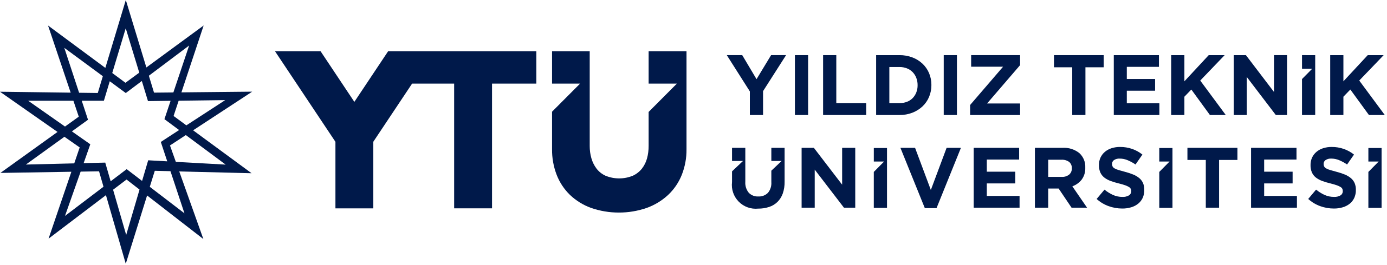 YTÜ
YILDIZ TEKNİK
ÜNİVERSİTESİ